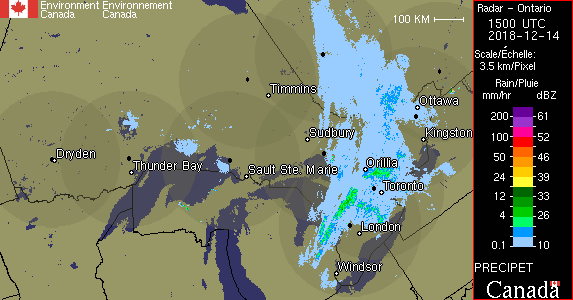 Environment Environnement
Canada Canada
100 KM
Timmins
Ottawa
Sudbury
Kingston
Dryden
Thunder Bay
Sault Ste. Marie
Orillia
Toronto
London
Windsor
Radar - Ontario
1500 UTC
2018-12-14
Scale/Échelle:
3.5 km/Pixel
Rain/Pluie
mm/hr dBZ
200 61
100 52
50 46
24 39
12 33
4 26
0.1 10
PRECIPET
Canada